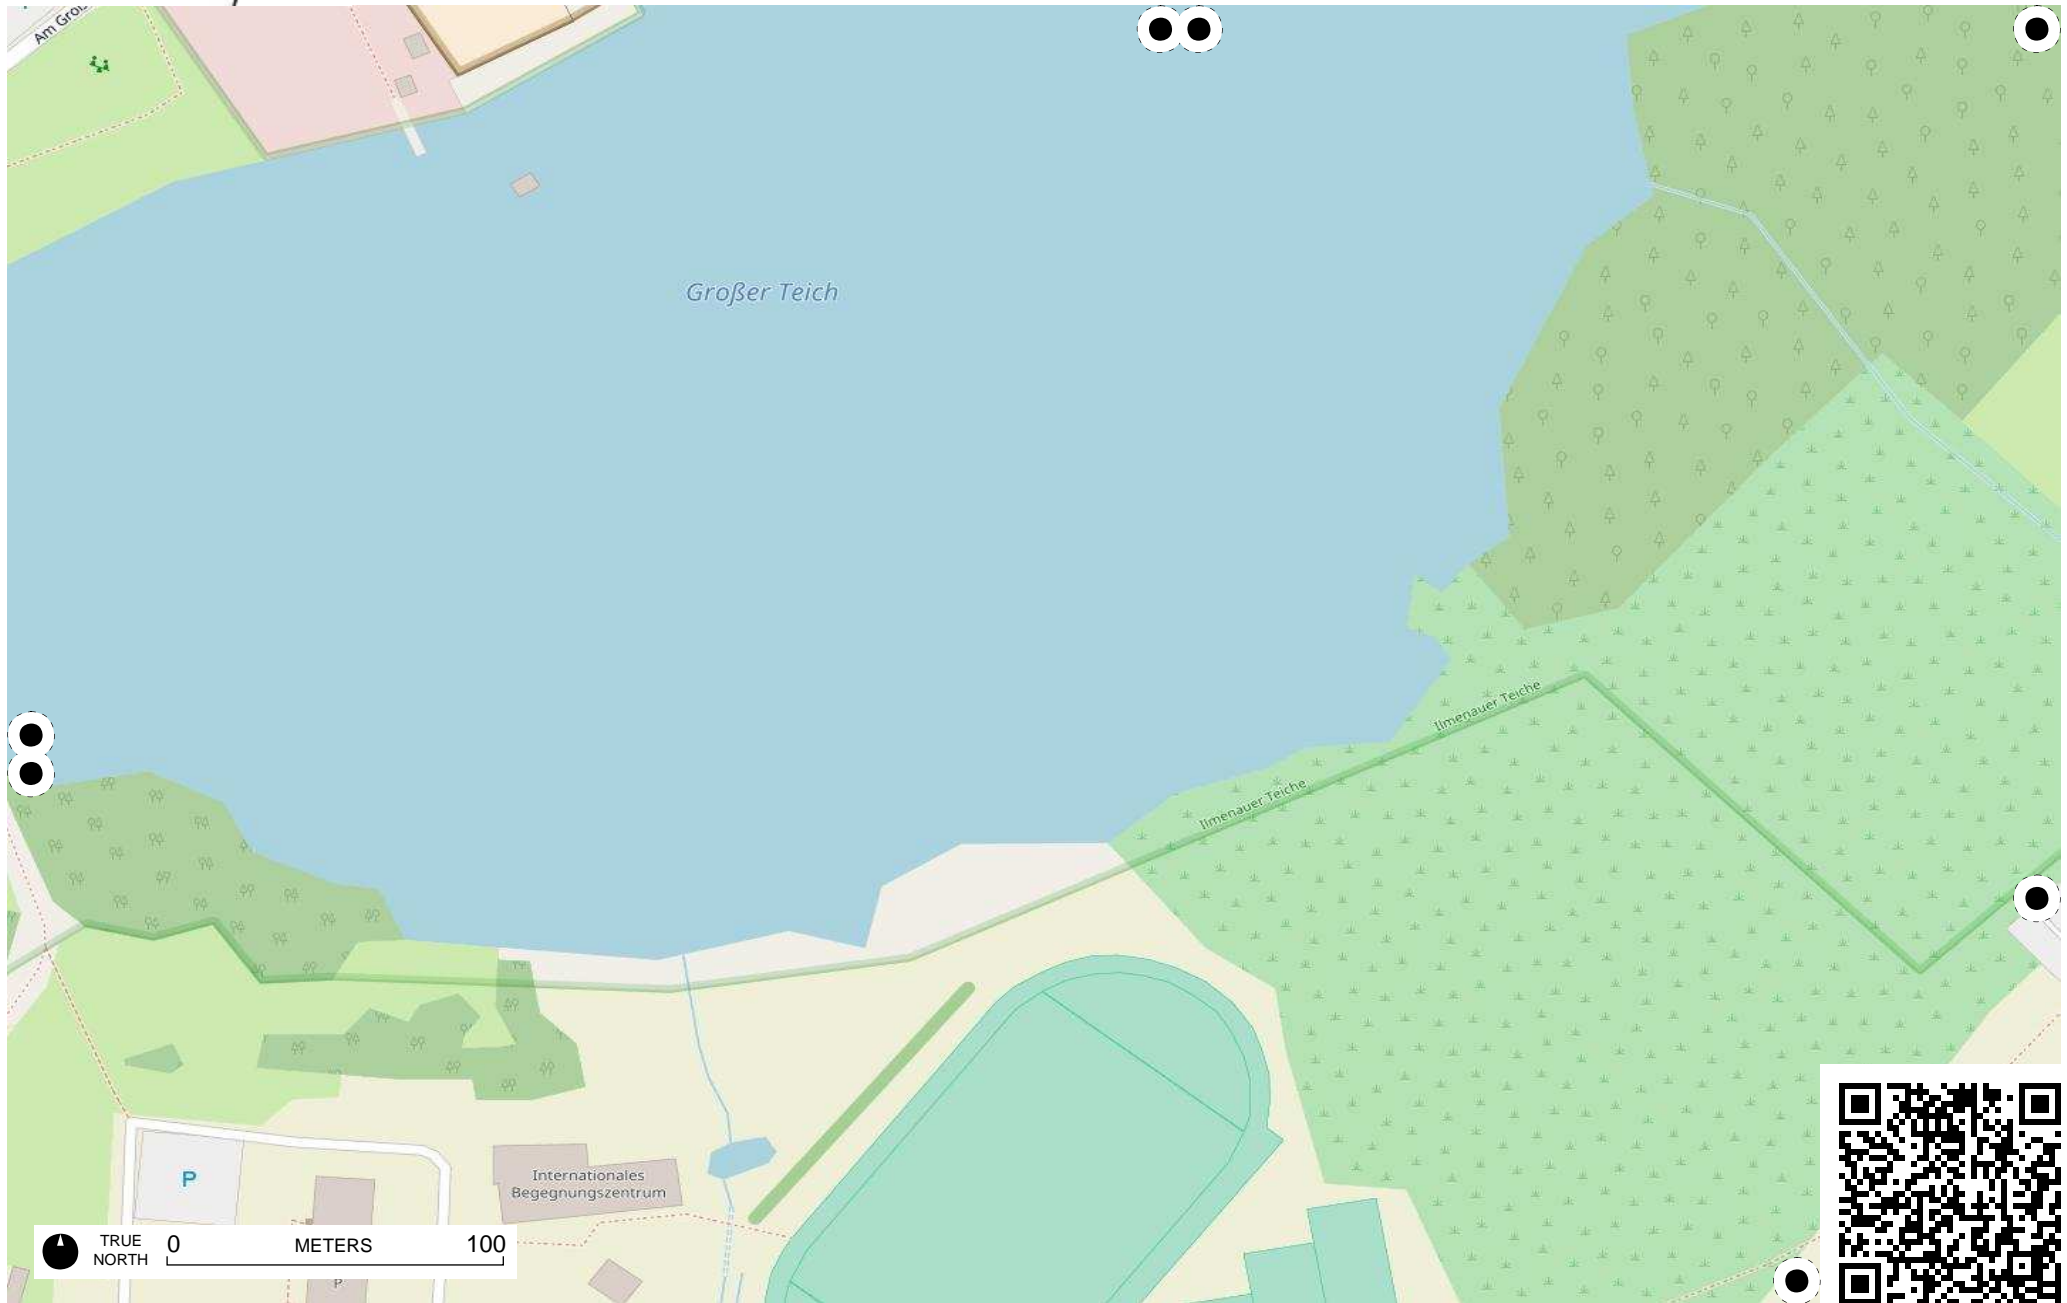 Am Groß
Großer Teich
Ilmenauer Teiche
Ilmenauer Teiche
P
Internationales
Begegnungszentrum
TRUE
NORTH
0 METERS 100
P